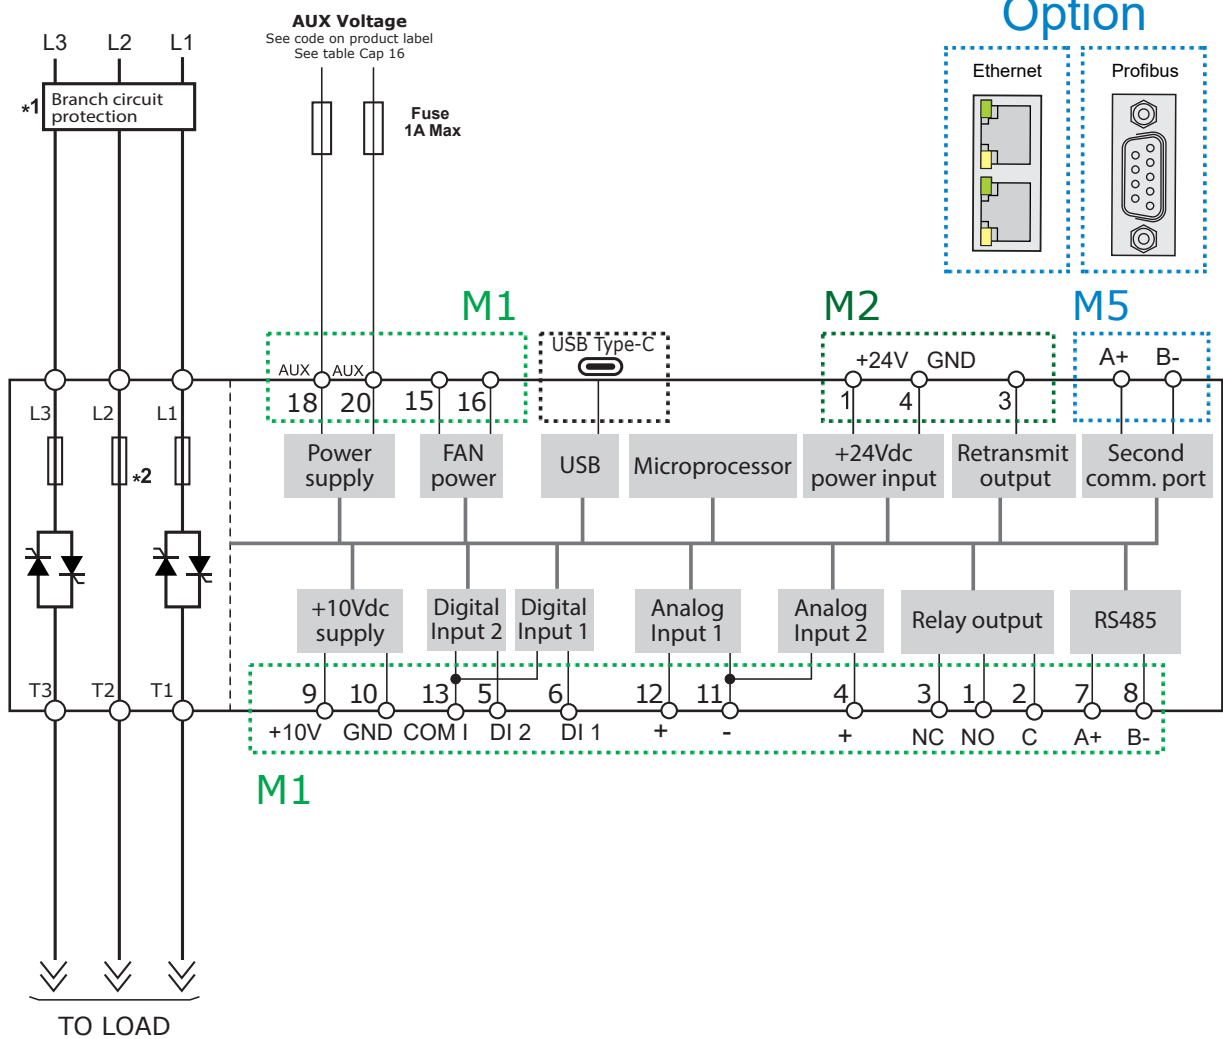 Option
AUX Voltage
See code on product label
See table Cap 16
L3 L2 L1
Ethernet Profibus
*1 Branch circuit
protection
Fuse
1A Max
M1 M2 M5
USB Type-C
+24V GND
A+ B-
AUX AUX
18 20 15 16
1 4 3
L3 L2 L1
*2
Power
supply
FAN
power
USB
Microprocessor
+24Vdc
power input
Retransmit
output
Second
comm. port
+10Vdc
supply
Digital
Input 2
Digital
Input 1
Analog
Input 1
Analog
Input 2
Relay output
RS485
T3 T2 T1
9 10 13 5 6 12 11 4 3 1 2 7 8
+10V GND COM I DI 2 DI 1 + - + NC NO C A+ B-
M1
TO LOAD